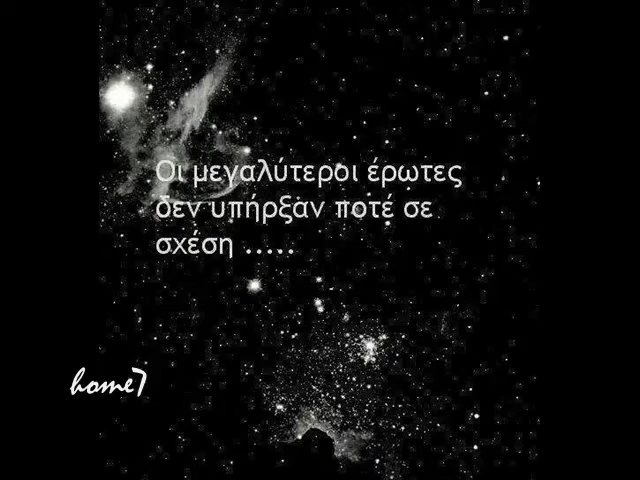 Οι μεγαλύτεροι έρωτες
δεν υπήρξαν ποτέ σε
σχέση .....
home7